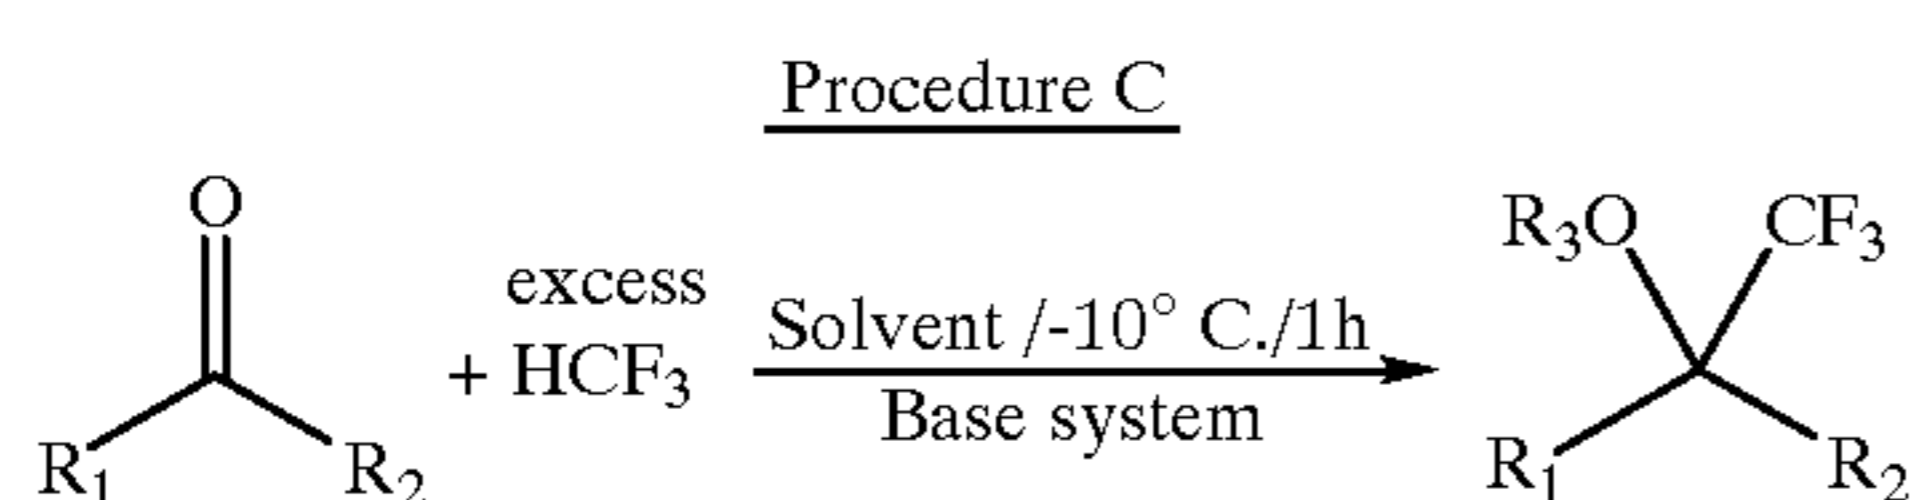 Procedure C
O
R₃O CF₃
excess
Solvent /-10° C./1h
+ HCF₃
Base system
R₁ R₂ R₁ R₂